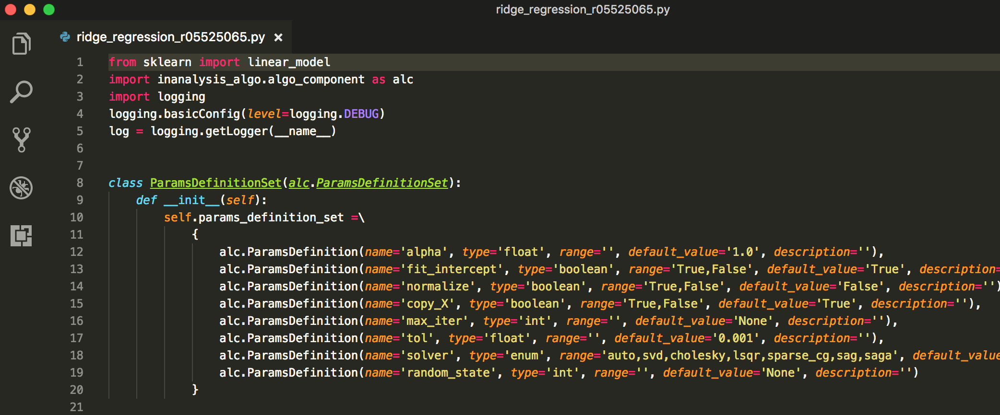 ridge_regression_r05525065.py
ridge_regression_r05525065.py ×
1 from sklearn import linear_model
2 import inanalysis_algo.algo_component as alc
3 import logging
4 logging.basicConfig(level=logging.DEBUG)
5 log = logging.getLogger(__name__)
6
7
8 class ParamsDefinitionSet(alc.ParamsDefinitionSet):
9     def __init__(self):
10         self.params_definition_set =\
11             {
12                 alc.ParamsDefinition(name='alpha', type='float', range='', default_value='1.0', description=''),
13                 alc.ParamsDefinition(name='fit_intercept', type='boolean', range='True,False', default_value='True', description=
14                 alc.ParamsDefinition(name='normalize', type='boolean', range='True,False', default_value='False', description='')
15                 alc.ParamsDefinition(name='copy_X', type='boolean', range='True,False', default_value='True', description=''),
16                 alc.ParamsDefinition(name='max_iter', type='int', range='', default_value='None', description=''),
17                 alc.ParamsDefinition(name='tol', type='float', range='', default_value='0.001', description=''),
18                 alc.ParamsDefinition(name='solver', type='enum', range='auto,svd,cholesky,lsqr,sparse_cg,sag,saga', default_value
19                 alc.ParamsDefinition(name='random_state', type='int', range='', default_value='None', description='')
20             }
21